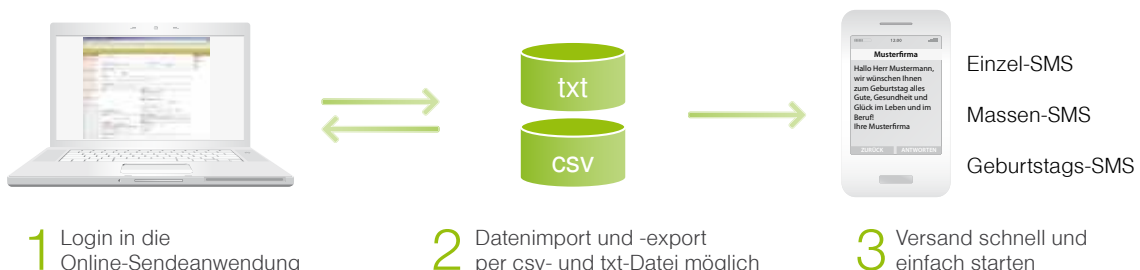 txt
csv
13:00
Musterfirma
Hallo Herr Mustermann,
wir wünschen Ihnen
zum Geburtstag alles
Gute, Gesundheit und
Glück im Leben und im
Beruf!
Ihre Musterfirma
ZURÜCK ANTWORTEN
Einzel-SMS
Massen-SMS
Geburtstags-SMS
1 Login in die
Online-Sendeanwendung
2 Datenimport und -export
per csv- und txt-Datei möglich
3 Versand schnell und
einfach starten